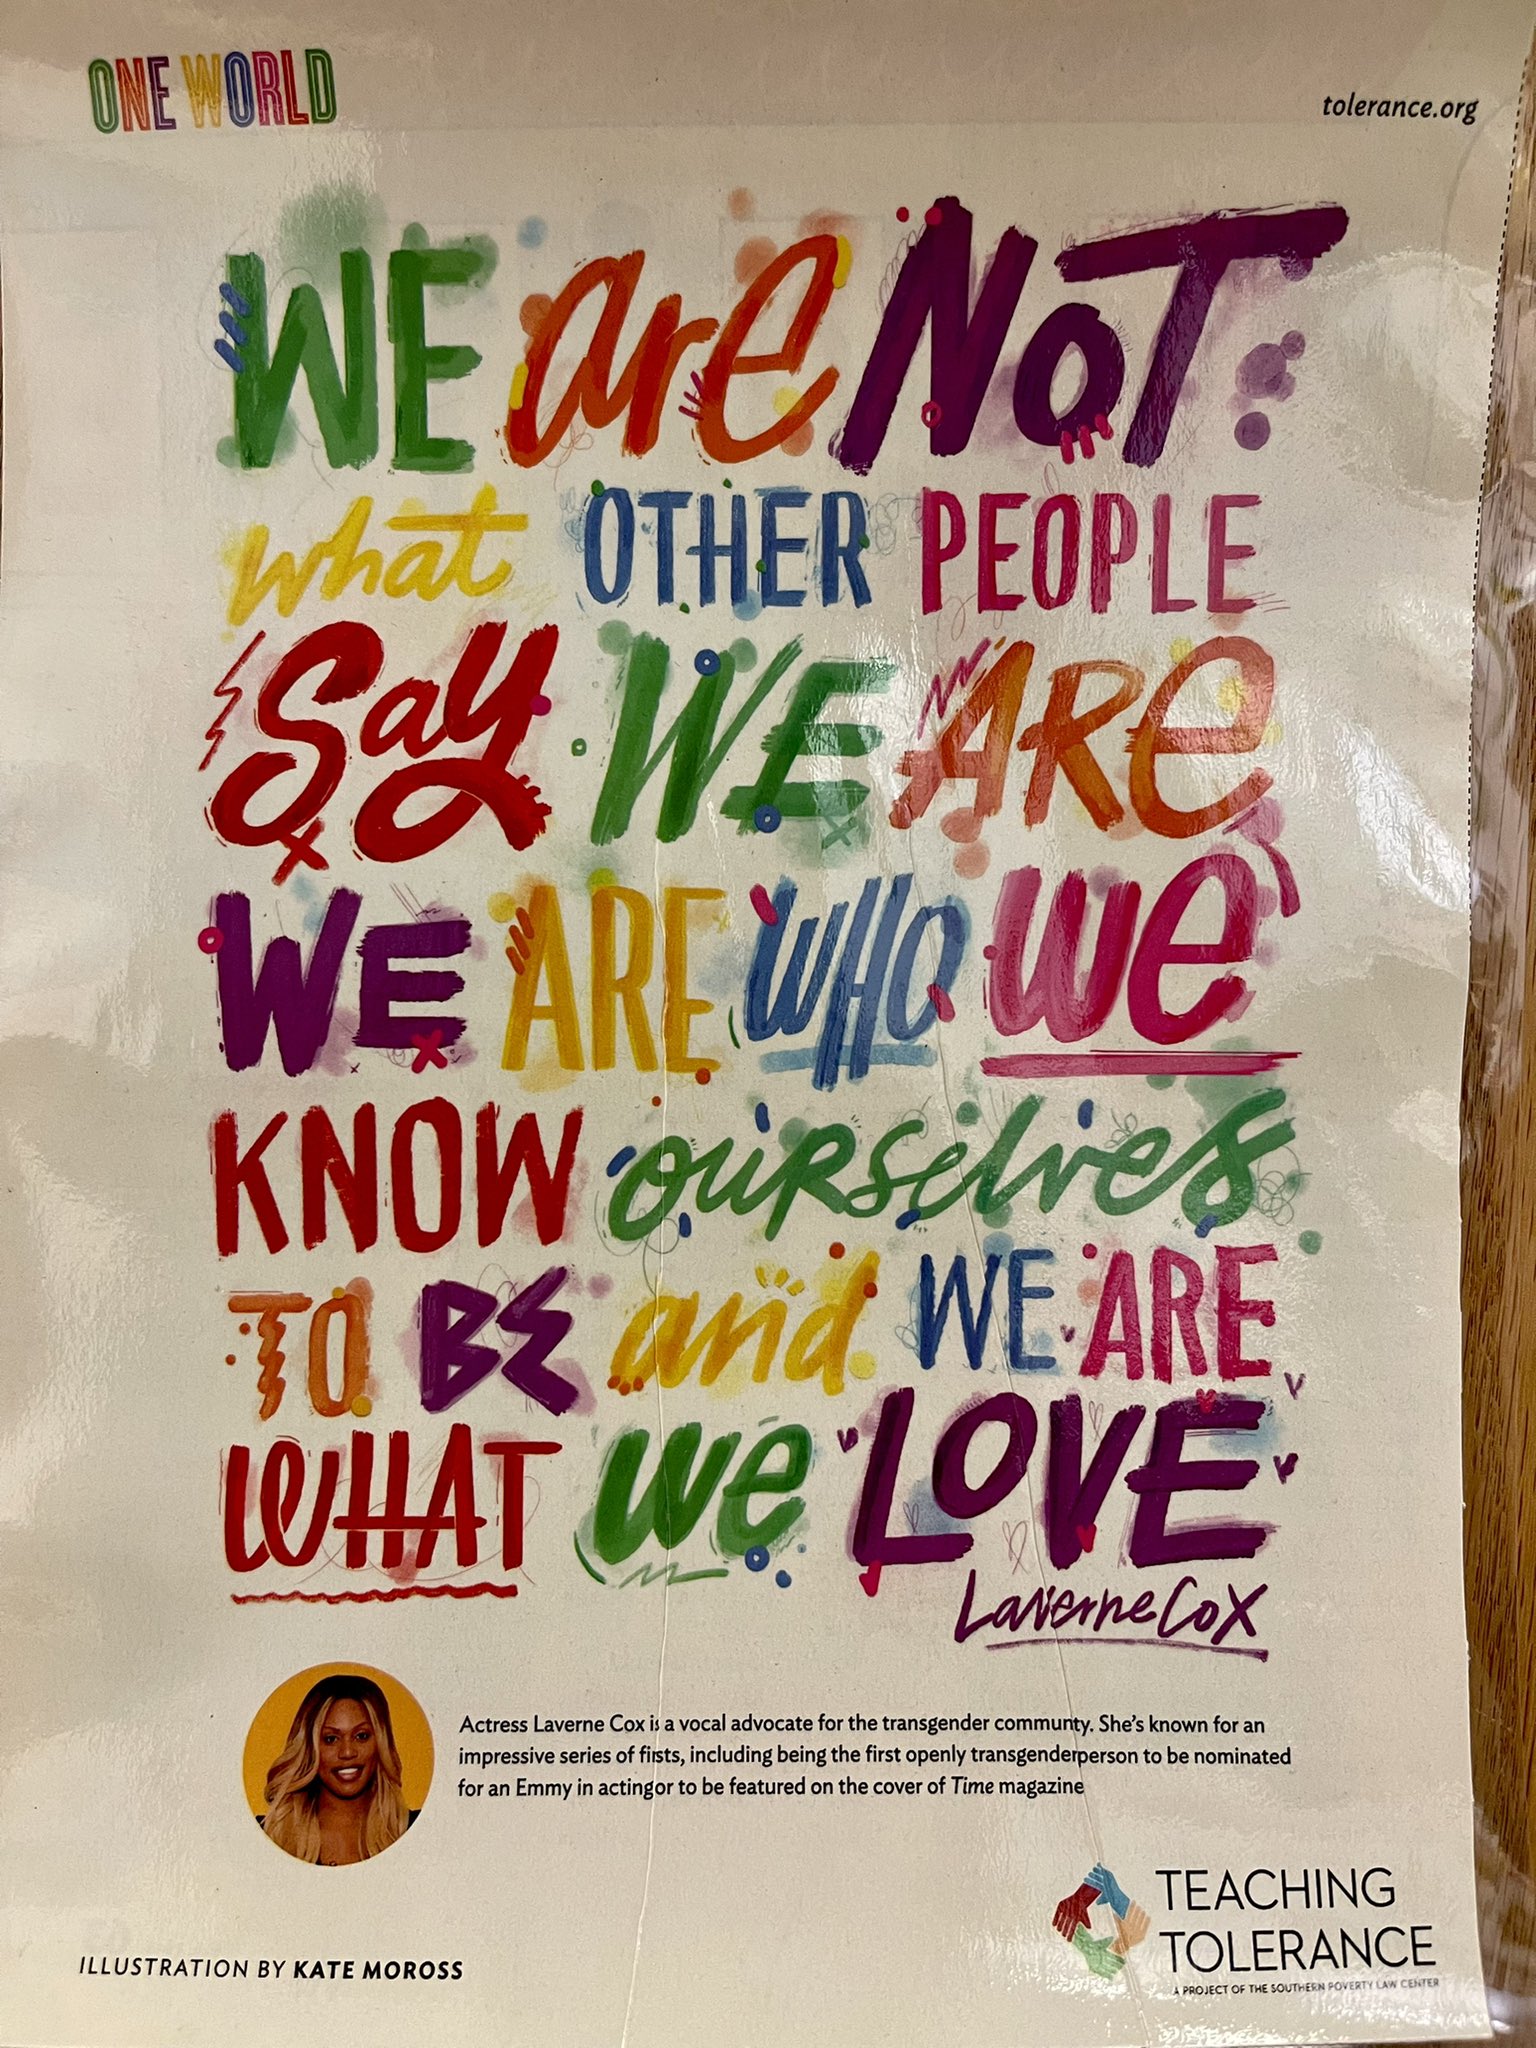 ONE WORLD
tolerance.org
WE are NOT
what OTHER PEOPLE
Say WE ARE
WE ARE WHO we
KNOW ourselves
TO BE and WE ARE
WHAT we LOVE
Laverne Cox
Actress Laverne Cox is a vocal advocate for the transgender communty. She's known for an
impressive series of fists, including being the first openly transgenderperson to be nominated
for an Emmy in actingor to be featured on the cover of Time magazine
TEACHING
TOLERANCE
A PROJECT OF THE SOUTHERN POVERTY LAW CENTER
ILLUSTRATION BY KATE MOROSS